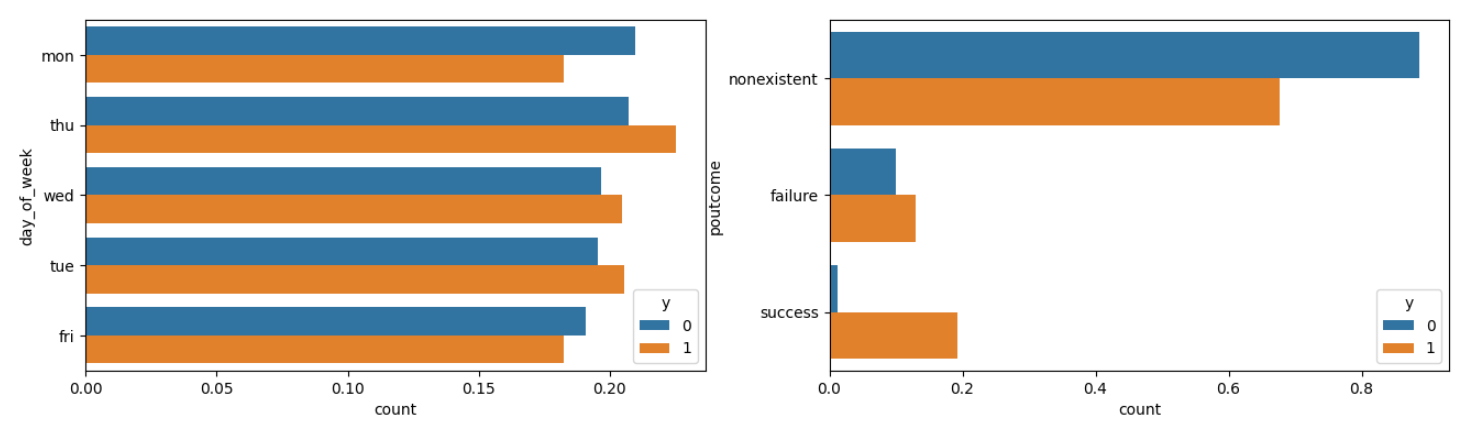 day_of_week
mon
thu
wed
tue
fri
0.00 0.05 0.10 0.15 0.20
count
y
0
1
poutcome
nonexistent
failure
success
0.0 0.2 0.4 0.6 0.8
count
y
0
1